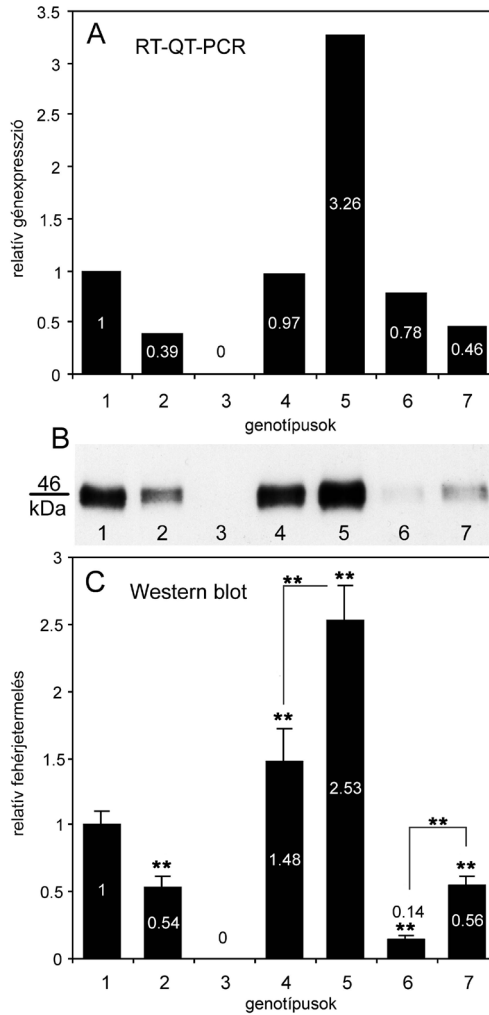 A
RT-QT-PCR
relatív génexpresszió
3.5
3
2.5
2
1.5
1
0.5
0
1
0.39
0
0.97
3.26
0.78
0.46
1 2 3 4 5 6 7
genotípusok
B
46
kDa
1 2 3 4 5 6 7
C
Western blot
relatív fehérjetermelés
3
2.5
2
1.5
1
0.5
0
** **
**
**
** **
1
0.54
0
1.48
2.53
0.14
**
0.56
1 2 3 4 5 6 7
genotípusok